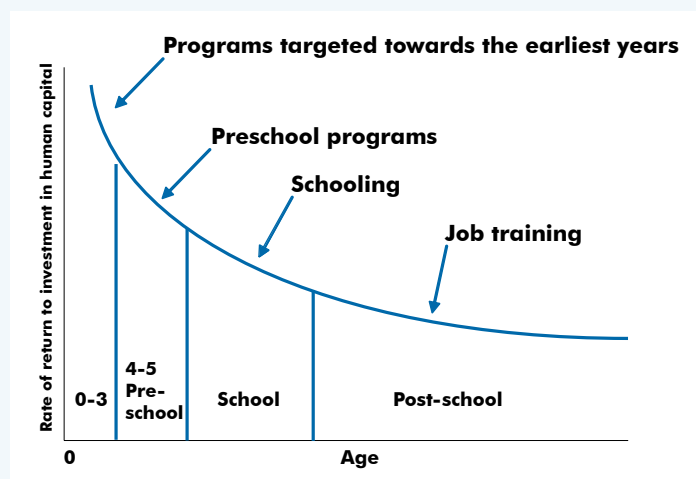 Programs targeted towards the earliest years
Preschool programs
Schooling
Job training
Rate of return to investment in human capital
0-3
4-5
Pre-
school
School
Post-school
0
Age